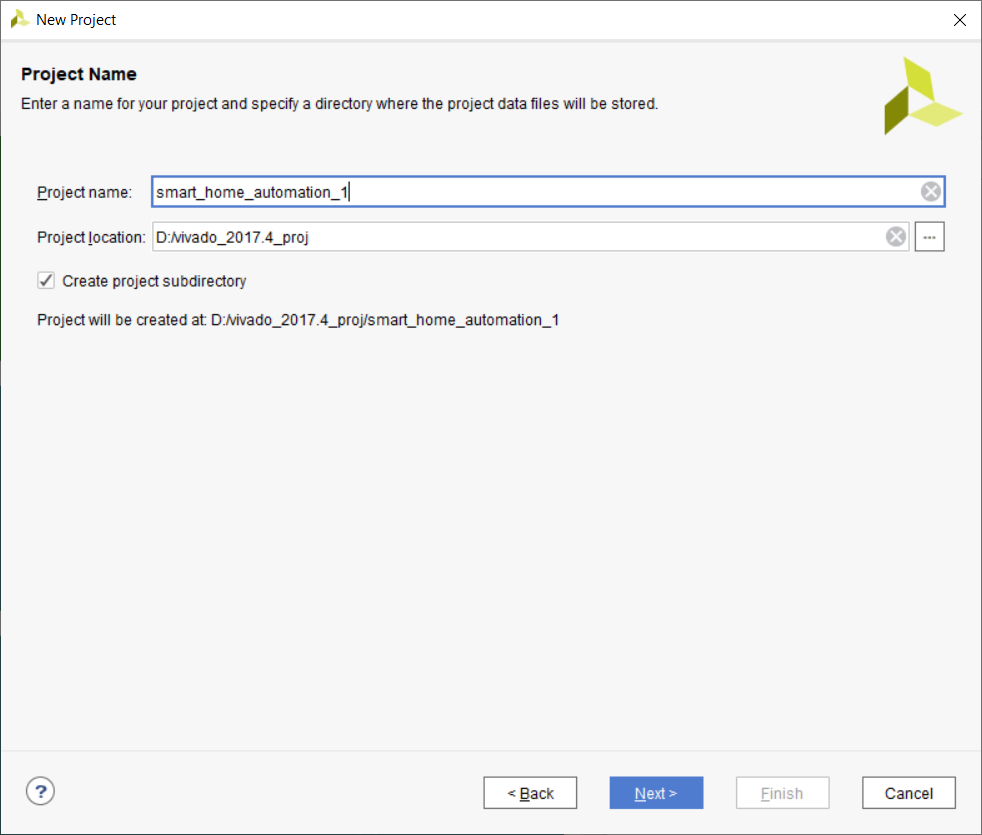 New Project
Project Name
Enter a name for your project and specify a directory where the project data files will be stored.
Project name: smart_home_automation_1
Project location: D:/vivado_2017.4_proj ...
Create project subdirectory
Project will be created at: D:/vivado_2017.4_proj/smart_home_automation_1
? < Back Next > Finish Cancel